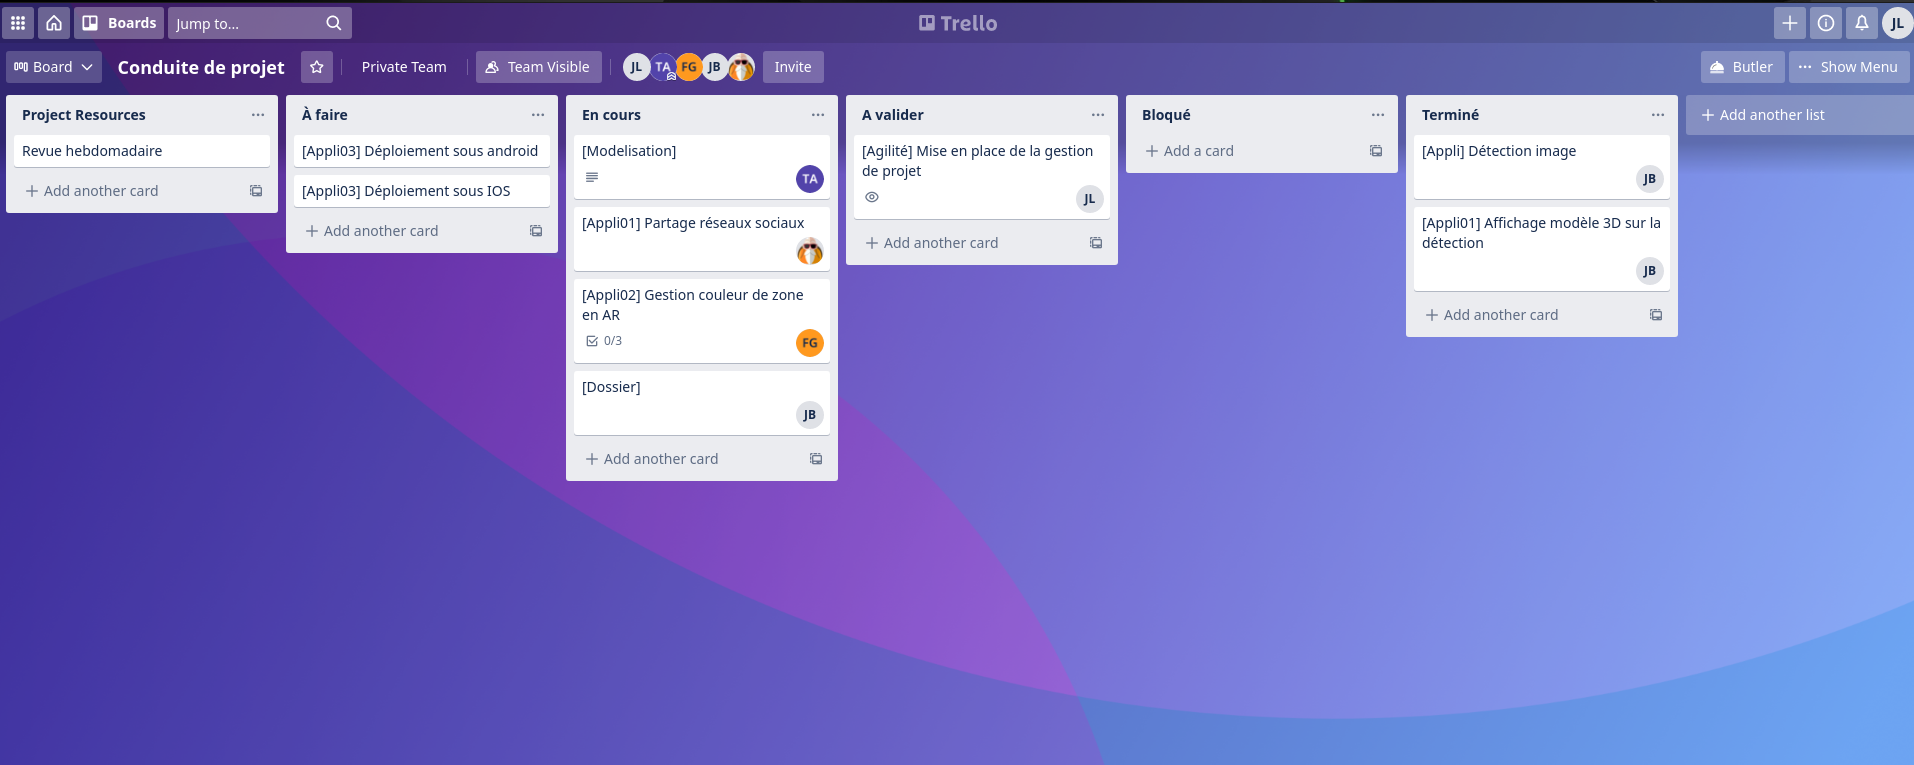 Boards
Jump to...
Trello
JL
Board
Conduite de projet
Private Team
Team Visible
JL
TA
FG
JB
Invite
Butler
... Show Menu
Project Resources
Revue hebdomadaire
+ Add another card
À faire
[Appli03] Déploiement sous android
[Appli03] Déploiement sous IOS
+ Add another card
En cours
[Modelisation]
TA
[Appli01] Partage réseaux sociaux
[Appli02] Gestion couleur de zone
en AR
0/3
FG
[Dossier]
JB
+ Add another card
A valider
[Agilité] Mise en place de la gestion
de projet
JL
+ Add another card
Bloqué
+ Add a card
Terminé
[Appli] Détection image
JB
[Appli01] Affichage modèle 3D sur la
détection
JB
+ Add another card
+ Add another list